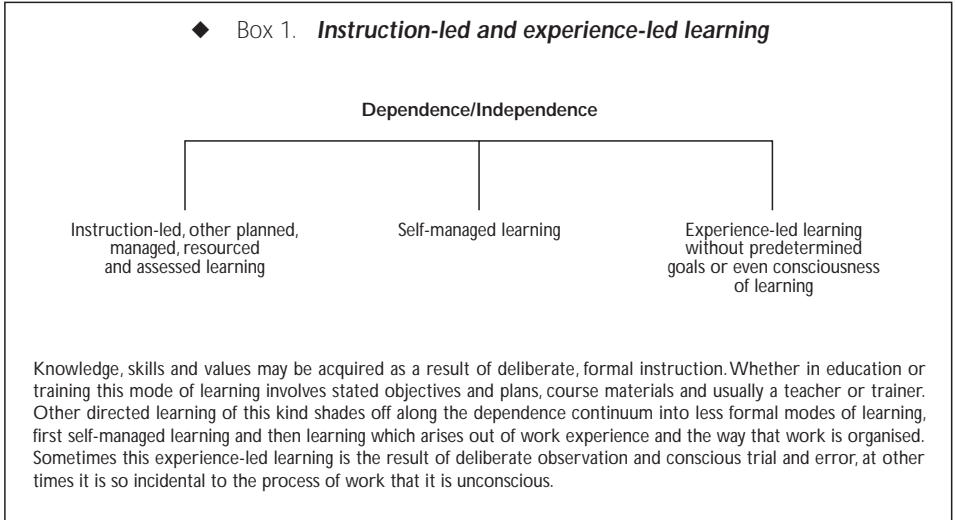 ◆ Box 1. Instruction-led and experience-led learning
Dependence/Independence
Instruction-led, other planned,
managed, resourced
and assessed learning
Self-managed learning
Experience-led learning
without predetermined
goals or even consciousness
of learning
Knowledge, skills and values may be acquired as a result of deliberate, formal instruction. Whether in education or
training this mode of learning involves stated objectives and plans, course materials and usually a teacher or trainer.
Other directed learning of this kind shades off along the dependence continuum into less formal modes of learning,
first self-managed learning and then learning which arises out of work experience and the way that work is organised.
Sometimes this experience-led learning is the result of deliberate observation and conscious trial and error, at other
times it is so incidental to the process of work that it is unconscious.